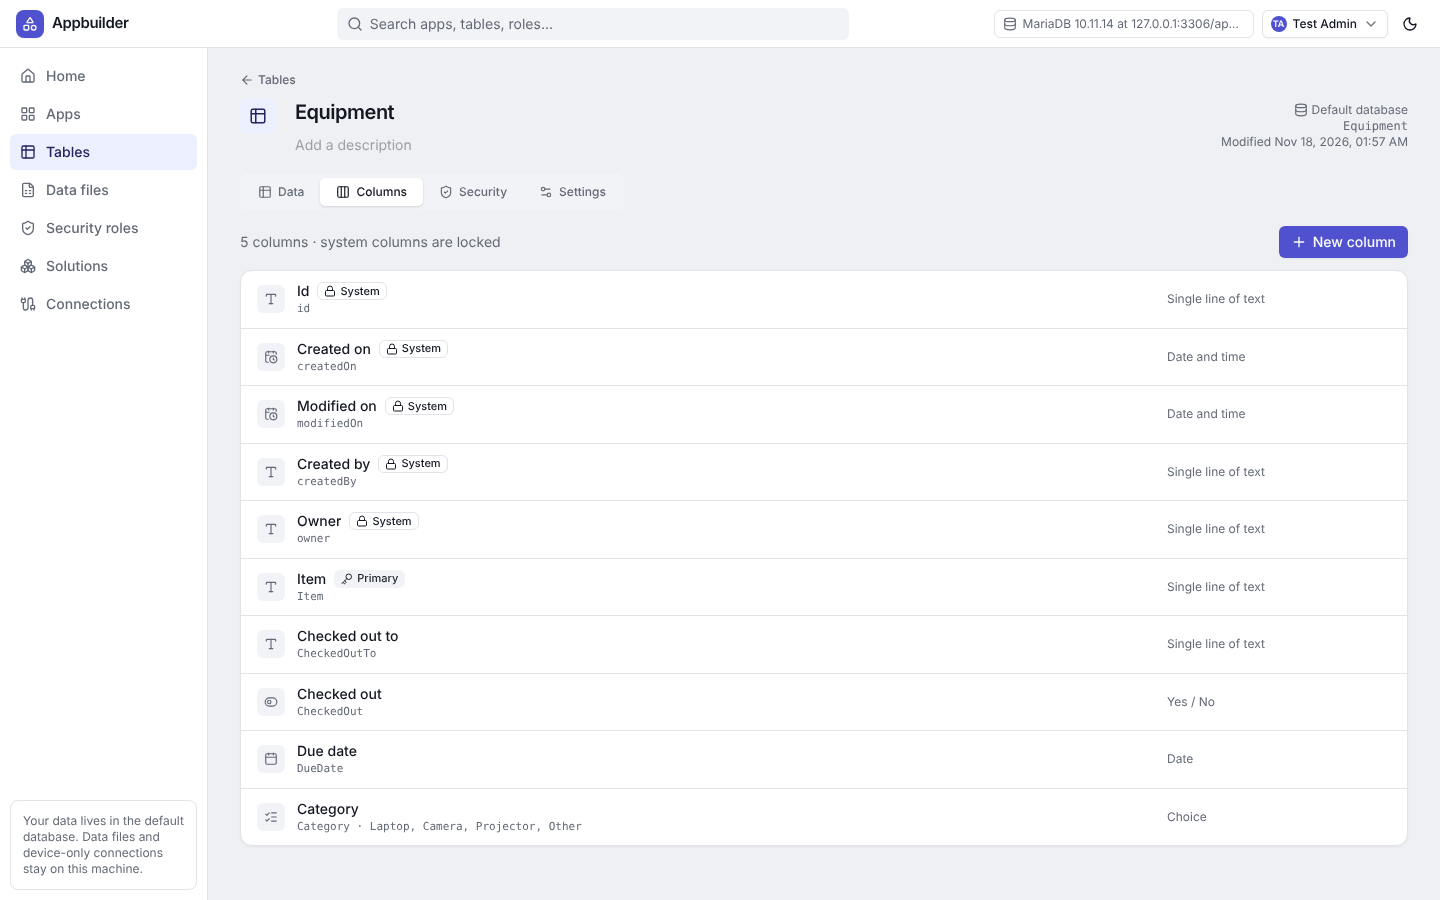 Appbuilder
Search apps, tables, roles...
MariaDB 10.11.14 at 127.0.0.1:3306/ap...
TA Test Admin
Home
Apps
Tables
Data files
Security roles
Solutions
Connections
Your data lives in the default
database. Data files and
device-only connections
stay on this machine.
Tables
Equipment
Add a description
Default database
Equipment
Modified Nov 18, 2026, 01:57 AM
Data
Columns
Security
Settings
5 columns · system columns are locked
New column
Id System
id
Single line of text
Created on System
createdOn
Date and time
Modified on System
modifiedOn
Date and time
Created by System
createdBy
Single line of text
Owner System
owner
Single line of text
Item Primary
Item
Single line of text
Checked out to
CheckedOutTo
Single line of text
Checked out
CheckedOut
Yes / No
Due date
DueDate
Date
Category
Category · Laptop, Camera, Projector, Other
Choice